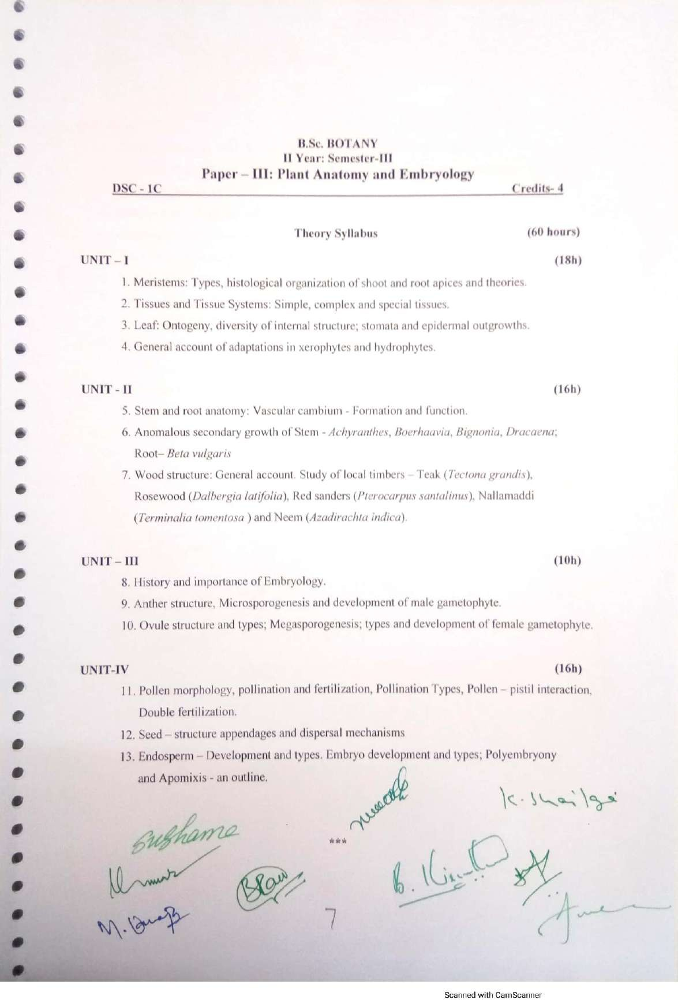 B.Sc. BOTANY
II Year: Semester-III
Paper – III: Plant Anatomy and Embryology
DSC - 1C Credits- 4
Theory Syllabus (60 hours)
UNIT – I (18h)
1. Meristems: Types, histological organization of shoot and root apices and theories.
2. Tissues and Tissue Systems: Simple, complex and special tissues.
3. Leaf: Ontogeny, diversity of internal structure; stomata and epidermal outgrowths.
4. General account of adaptations in xerophytes and hydrophytes.
UNIT - II (16h)
5. Stem and root anatomy: Vascular cambium - Formation and function.
6. Anomalous secondary growth of Stem - Achyranthes, Boerhaavia, Bignonia, Dracaena;
Root– Beta vulgaris
7. Wood structure: General account. Study of local timbers – Teak (Tectona grandis),
Rosewood (Dalbergia latifolia), Red sanders (Pterocarpus santalinus), Nallamaddi
(Terminalia tomentosa ) and Neem (Azadirachta indica).
UNIT – III (10h)
8. History and importance of Embryology.
9. Anther structure, Microsporogenesis and development of male gametophyte.
10. Ovule structure and types; Megasporogenesis; types and development of female gametophyte.
UNIT-IV (16h)
11. Pollen morphology, pollination and fertilization, Pollination Types, Pollen – pistil interaction,
Double fertilization.
12. Seed – structure appendages and dispersal mechanisms
13. Endosperm – Development and types. Embryo development and types; Polyembryony
and Apomixis - an outline.
K. Shailaja
Sushama
***
BRao
7
Scanned with CamScanner